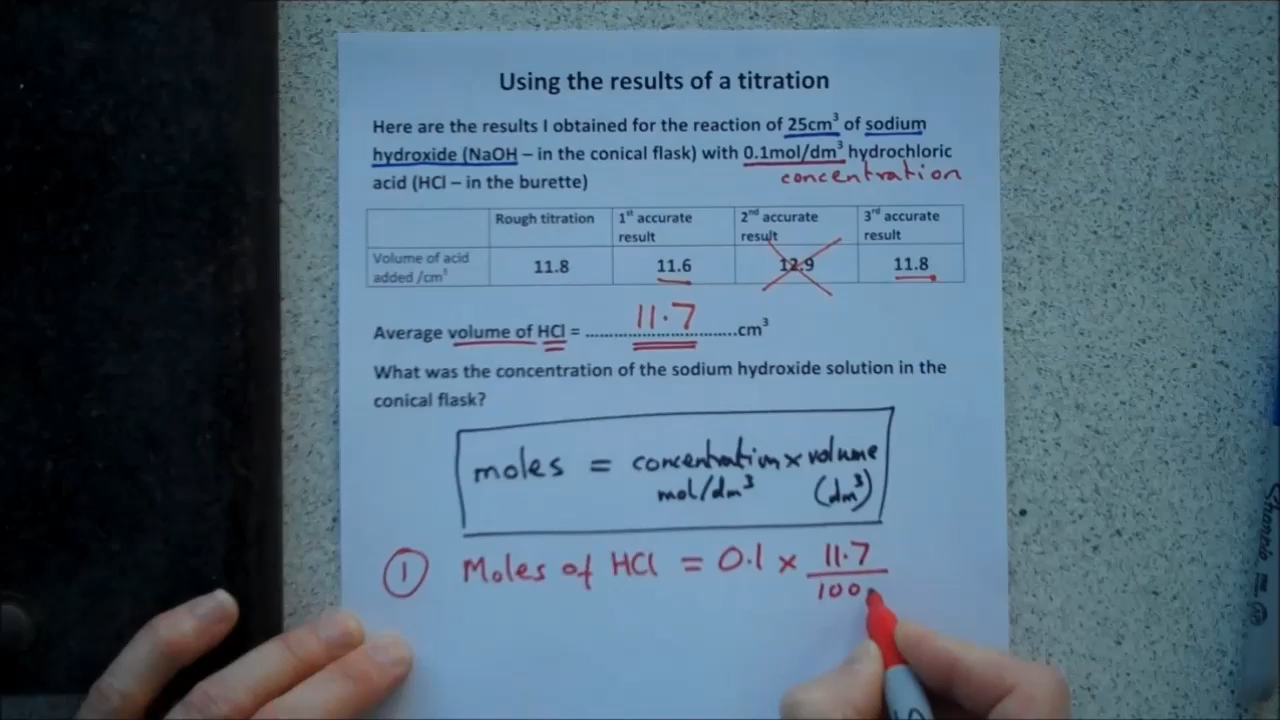 Using the results of a titration
Here are the results I obtained for the reaction of 25cm³ of sodium
hydroxide (NaOH – in the conical flask) with 0.1mol/dm³ hydrochloric
acid (HCl – in the burette)
concentration
Rough titration 1st accurate result 2nd accurate result 3rd accurate result
Volume of acid added /cm³ 11.8 11.6 12.9 11.8
Average volume of HCl = ..........11.7..........cm³
What was the concentration of the sodium hydroxide solution in the
conical flask?
moles = concentration x volume
mol/dm³ (dm³)
① Moles of HCl = 0.1 x 11.7
100
Sharpie